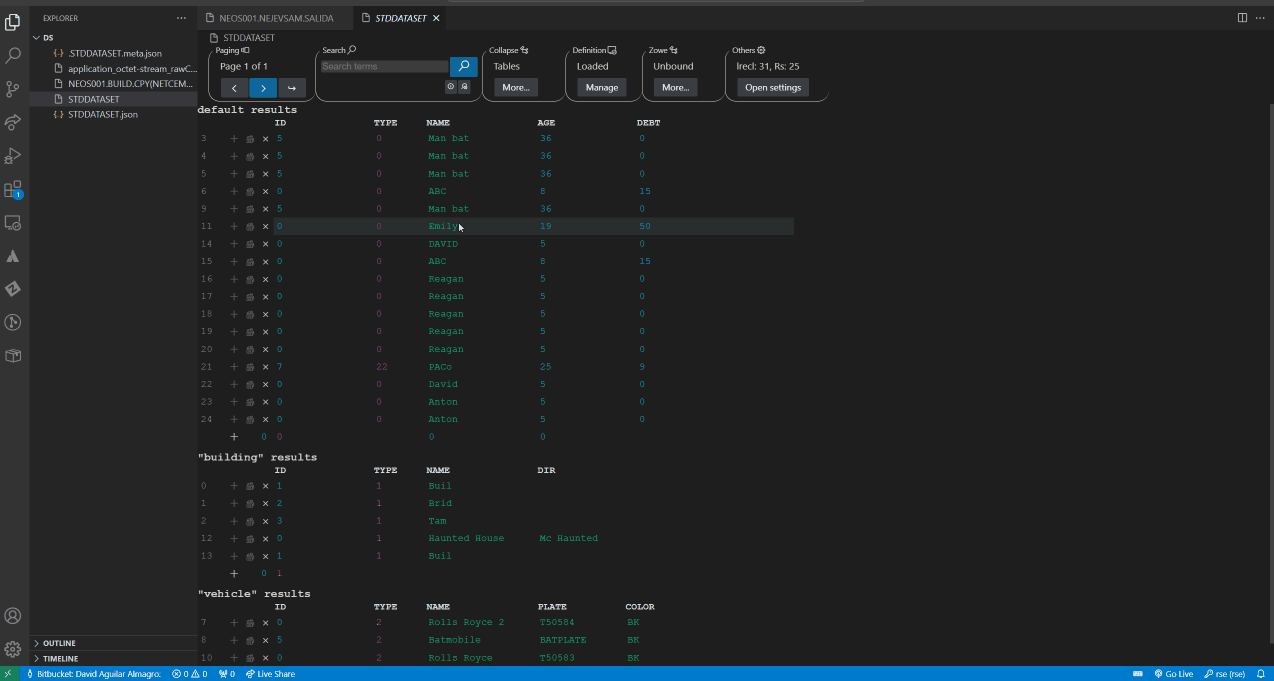 EXPLORER ···
NEOS001.NEJEVSAM.SALIDA
STDDATASET
DS
.STDDATASET.meta.json
application_octet-stream_rawC...
NEOS001.BUILD.CPY(NETCEM...
STDDATASET
STDDATASET.json
STDDATASET
Paging Search Collapse Definition Zowe Others
Page 1 of 1 Search terms Tables Loaded Unbound lrecl: 31, Rs: 25
More... Manage More... Open settings
default results
ID TYPE NAME AGE DEBT
3 + × 5 0 Man bat 36 0
4 + × 5 0 Man bat 36 0
5 + × 5 0 Man bat 36 0
6 + × 0 0 ABC 8 15
9 + × 5 0 Man bat 36 0
11 + × 0 0 Emily 19 50
14 + × 0 0 DAVID 5 0
15 + × 0 0 ABC 8 15
16 + × 0 0 Reagan 5 0
17 + × 0 0 Reagan 5 0
18 + × 0 0 Reagan 5 0
19 + × 0 0 Reagan 5 0
20 + × 0 0 Reagan 5 0
21 + × 7 22 PACo 25 9
22 + × 0 0 David 5 0
23 + × 0 0 Anton 5 0
24 + × 0 0 Anton 5 0
+ 0 0 0 0
"building" results
ID TYPE NAME DIR
0 + × 1 1 Buil
1 + × 2 1 Brid
2 + × 3 1 Tam
12 + × 0 1 Haunted House Mc Haunted
13 + × 1 1 Buil
+ 0 1
"vehicle" results
ID TYPE NAME PLATE COLOR
7 + × 0 2 Rolls Royce 2 T50584 BK
8 + × 5 2 Batmobile BATPLATE BK
10 + × 0 2 Rolls Royce T50583 BK
1
OUTLINE
TIMELINE
Bitbucket: David Aguilar Almagro: 0 0 0 Live Share Go Live rse (rse)